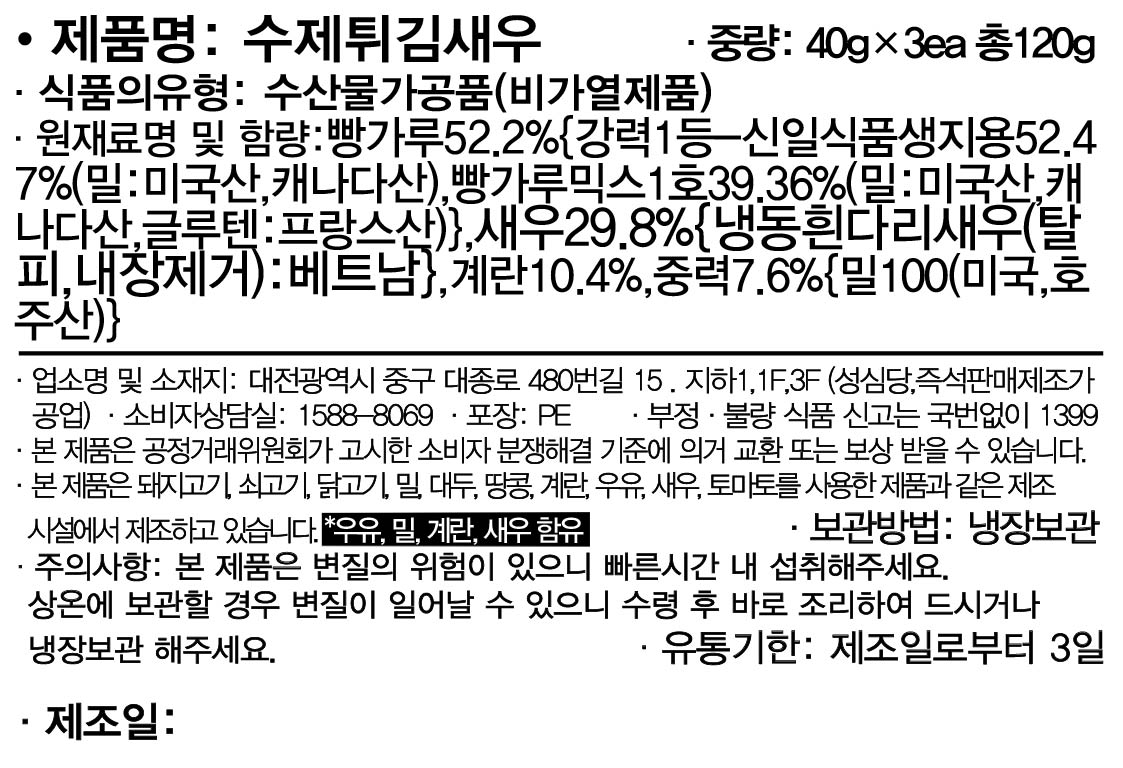 • 제품명: 수제튀김새우 · 중량: 40g×3ea 총120g
· 식품의유형: 수산물가공품(비가열제품)
· 원재료명 및 함량:빵가루52.2%{강력1등-신일식품생지용52.4
7%(밀:미국산,캐나다산),빵가루믹스1호39.36%(밀:미국산,캐
나다산,글루텐:프랑스산)},새우29.8%{냉동흰다리새우(탈
피,내장제거):베트남},계란10.4%,중력7.6%{밀100(미국,호
주산)}
· 업소명 및 소재지: 대전광역시 중구 대종로 480번길 15 . 지하1,1F,3F (성심당,즉석판매제조가
공업) · 소비자상담실: 1588-8069 · 포장: PE · 부정 · 불량 식품 신고는 국번없이 1399
· 본 제품은 공정거래위원회가 고시한 소비자 분쟁해결 기준에 의거 교환 또는 보상 받을 수 있습니다.
· 본 제품은 돼지고기, 쇠고기, 닭고기, 밀, 대두, 땅콩, 계란, 우유, 새우, 토마토를 사용한 제품과 같은 제조
시설에서 제조하고 있습니다. *우유, 밀, 계란, 새우 함유 · 보관방법: 냉장보관
· 주의사항: 본 제품은 변질의 위험이 있으니 빠른시간 내 섭취해주세요.
상온에 보관할 경우 변질이 일어날 수 있으니 수령 후 바로 조리하여 드시거나
냉장보관 해주세요. · 유통기한: 제조일로부터 3일
· 제조일: